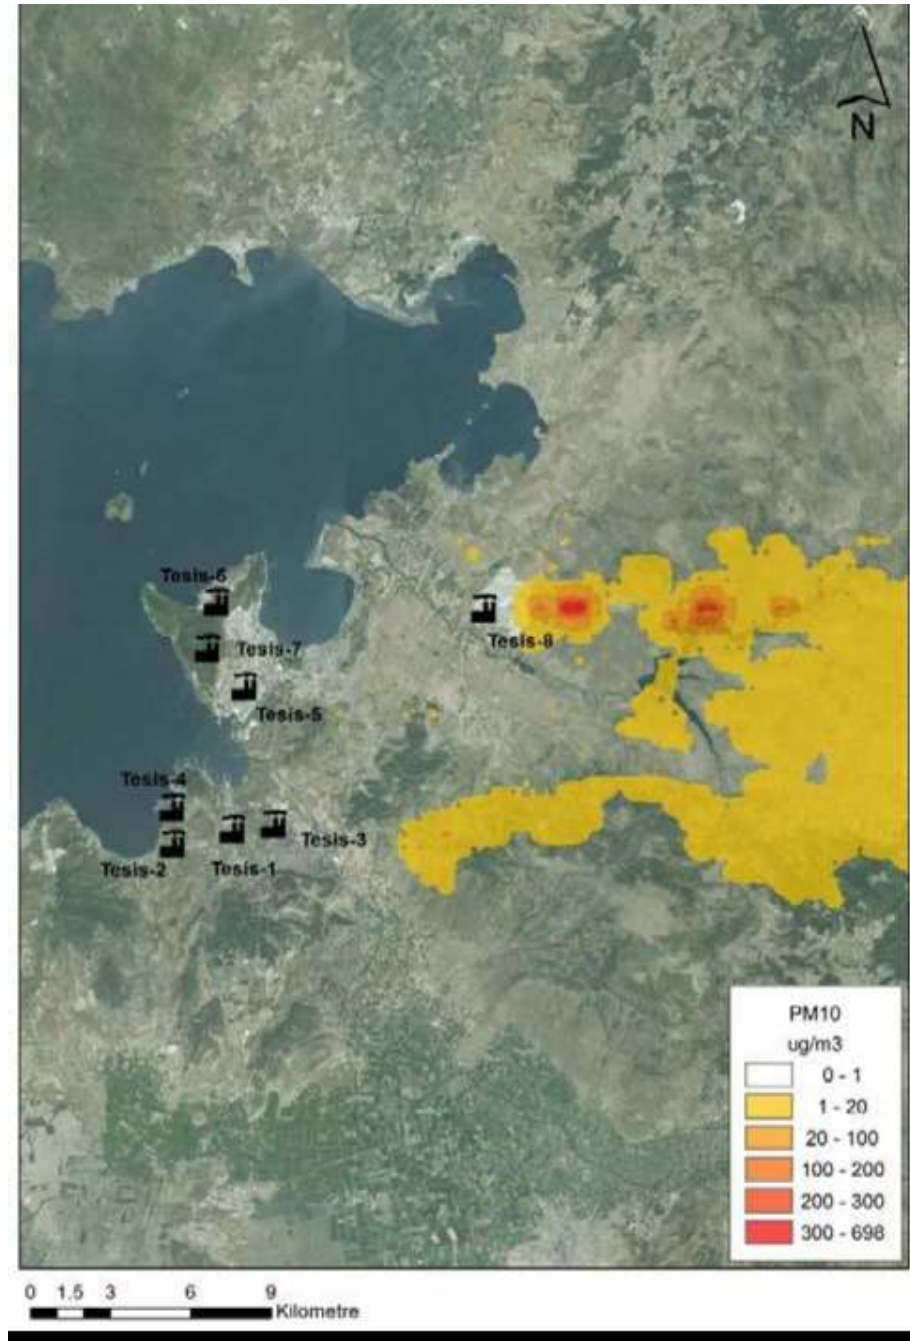 N
Tesis-6
Tesis-7
Tesis-8
Tesis-5
Tesis-4
Tesis-3
Tesis-2
Tesis-1
PM10
ug/m3
0 - 1
1 - 20
20 - 100
100 - 200
200 - 300
300 - 698
0 1.5 3 6 9
Kilometre